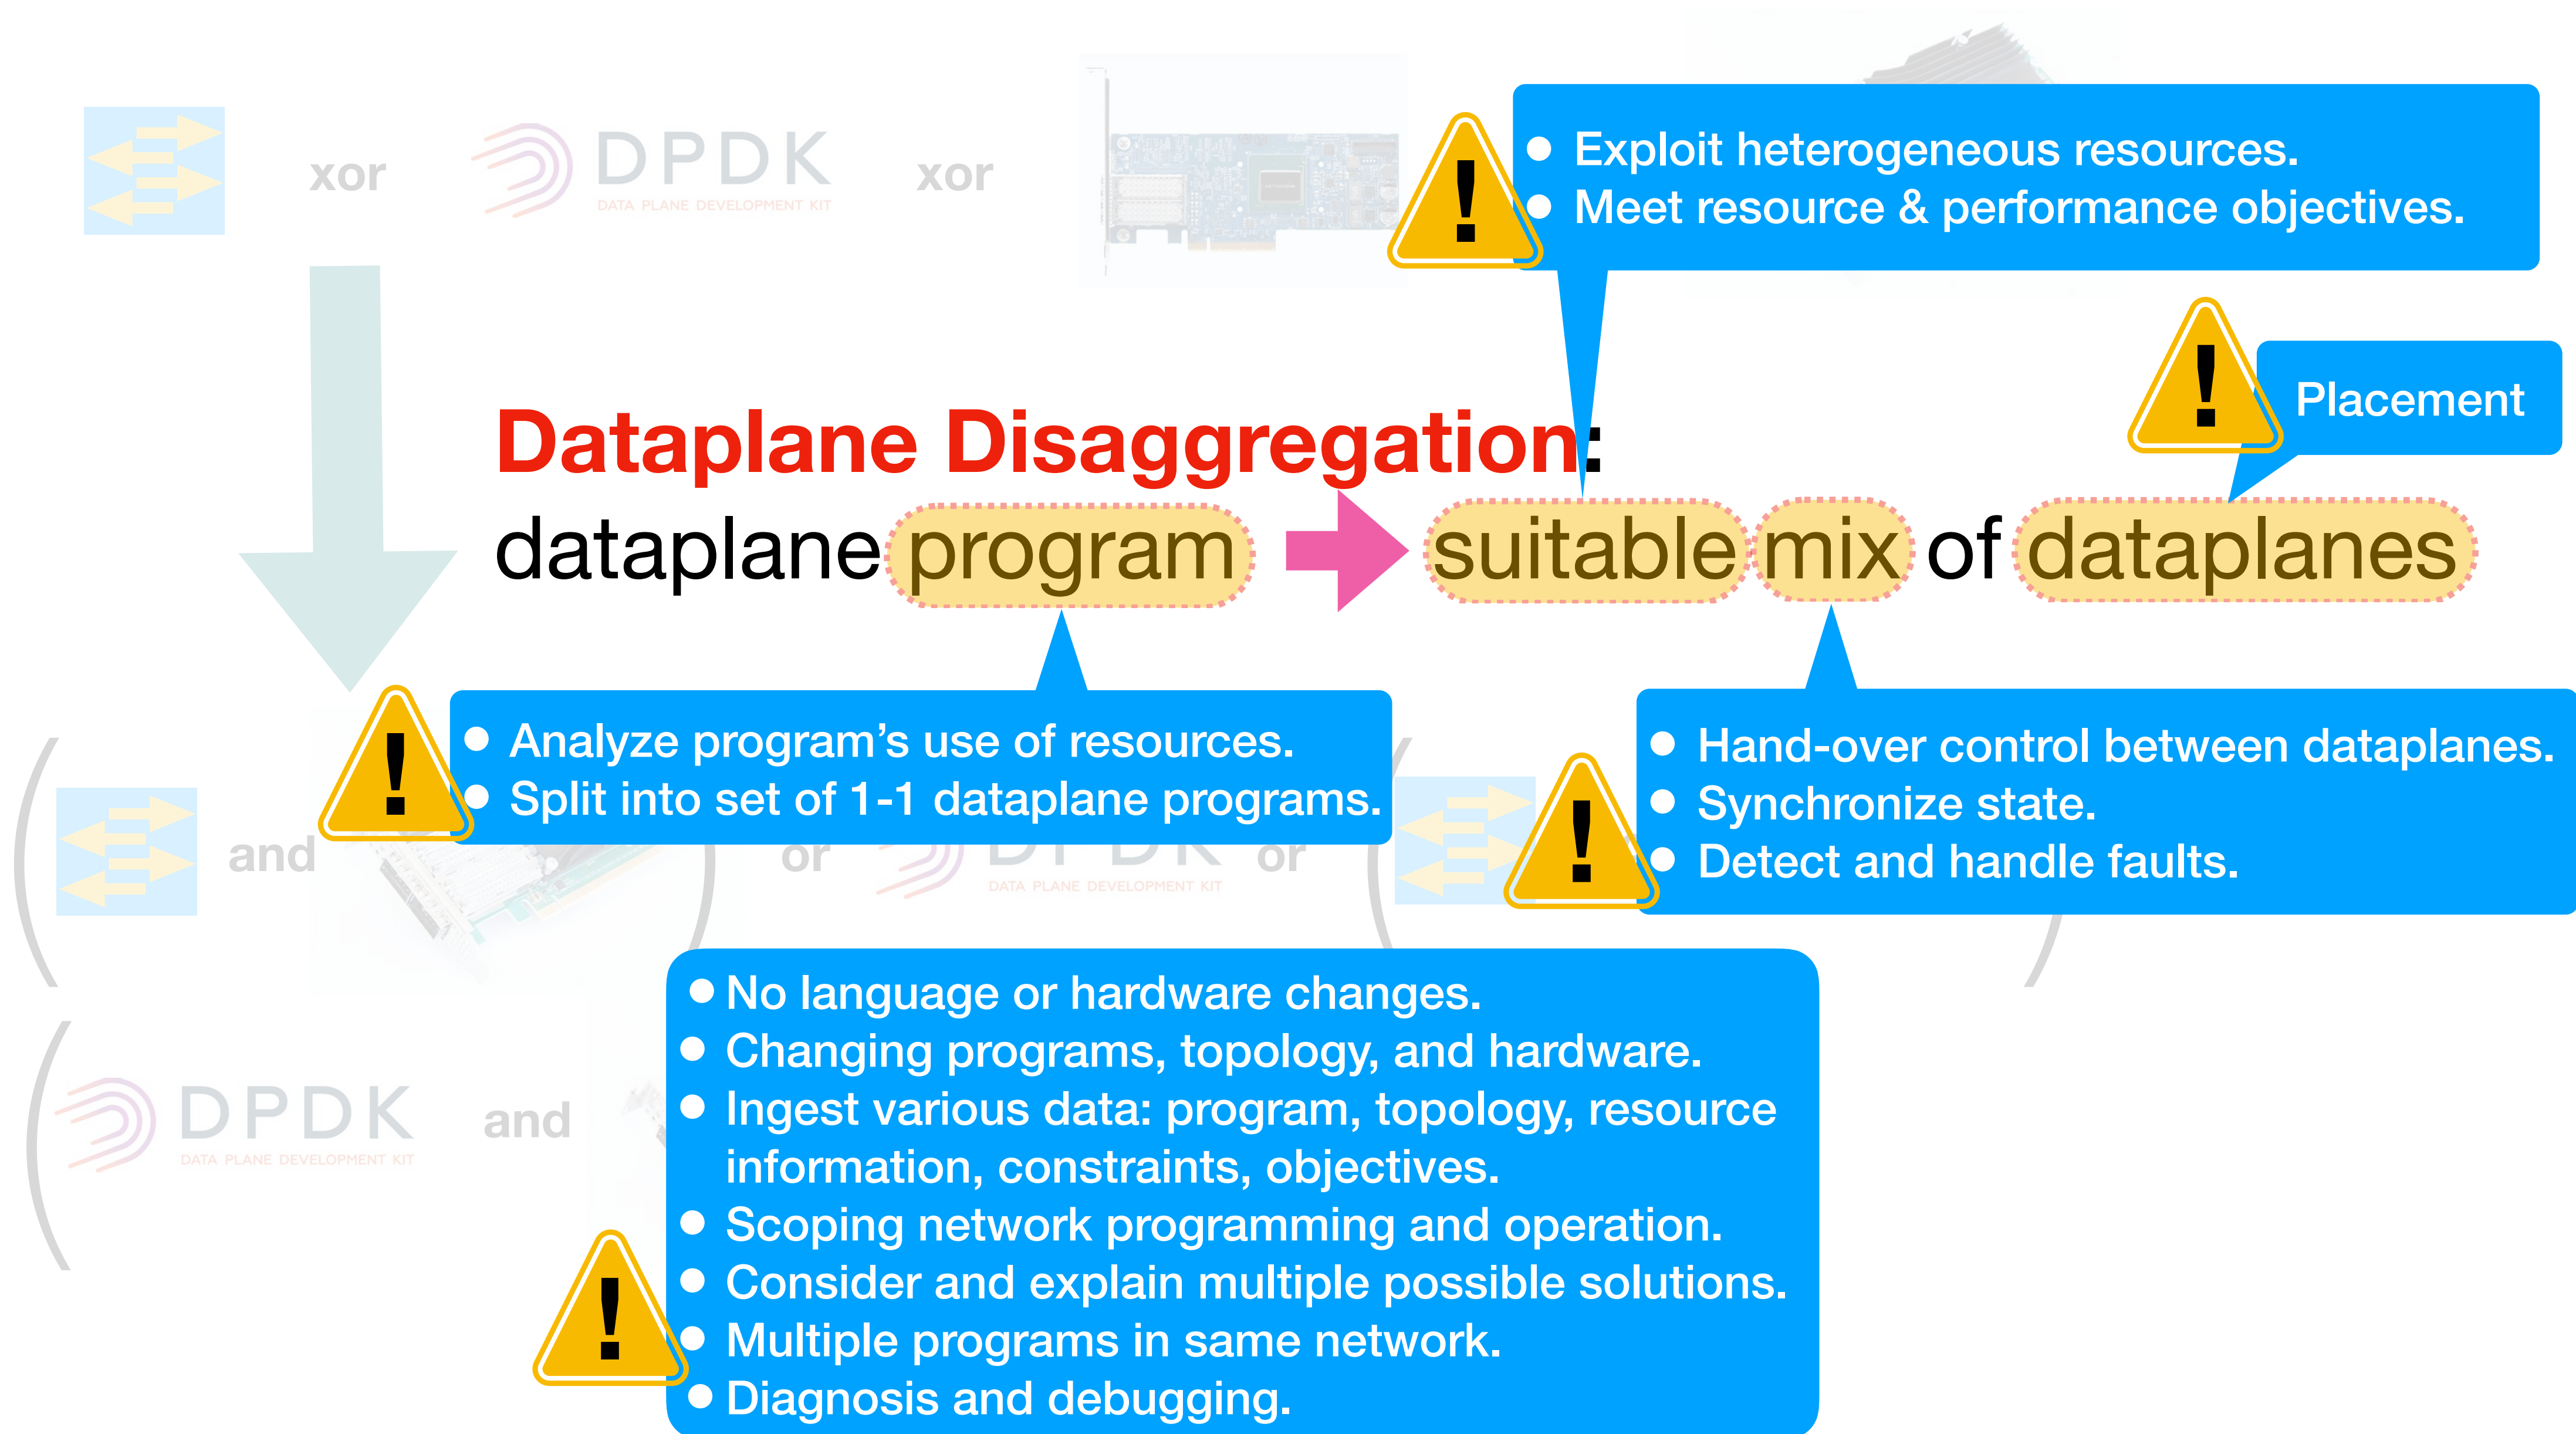 xor
DPDK
DATA PLANE DEVELOPMENT KIT
xor
● Exploit heterogeneous resources.
● Meet resource & performance objectives.
!
!
Placement
Dataplane Disaggregation:
dataplane program suitable mix of dataplanes
!
● Analyze program’s use of resources.
● Split into set of 1-1 dataplane programs.
!
● Hand-over control between dataplanes.
● Synchronize state.
● Detect and handle faults.
(
and
)
or
DPDK
DATA PLANE DEVELOPMENT KIT
or
(
)
(
DPDK
DATA PLANE DEVELOPMENT KIT
and
!
● No language or hardware changes.
● Changing programs, topology, and hardware.
● Ingest various data: program, topology, resource
information, constraints, objectives.
● Scoping network programming and operation.
● Consider and explain multiple possible solutions.
● Multiple programs in same network.
● Diagnosis and debugging.